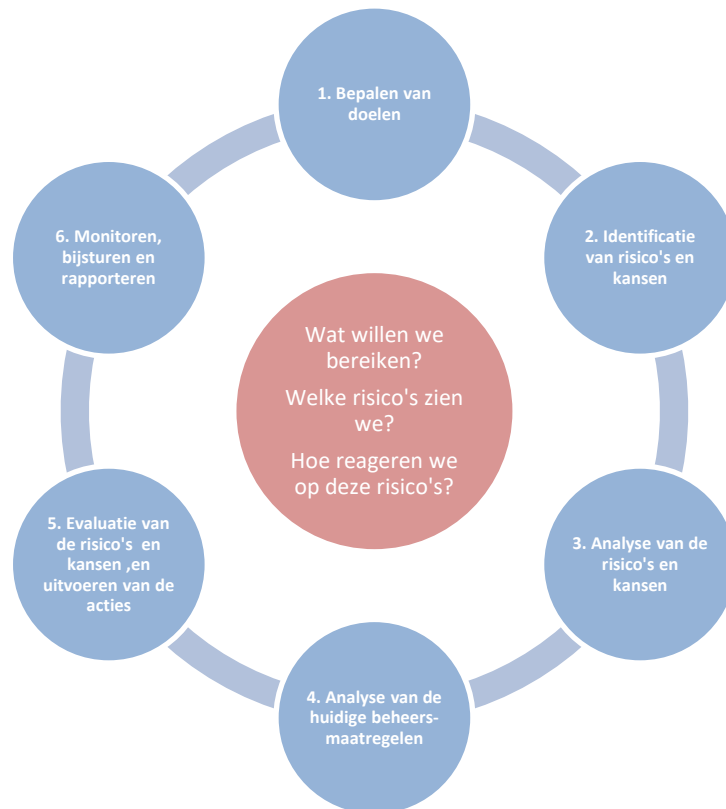 1. Bepalen van
doelen
2. Identificatie
van risico's en
kansen
3. Analyse van de
risico's en
kansen
4. Analyse van de
huidige beheers-
maatregelen
5. Evaluatie van
de risico's en
kansen ,en
uitvoeren van de
acties
6. Monitoren,
bijsturen en
rapporteren
Wat willen we
bereiken?
Welke risico's zien
we?
Hoe reageren we
op deze risico's?